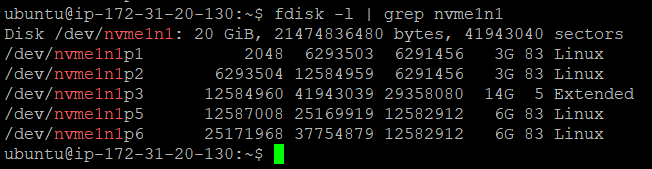 ubuntu@ip-172-31-20-130:~$ fdisk -l | grep nvme1n1
Disk /dev/nvme1n1: 20 GiB, 21474836480 bytes, 41943040 sectors
/dev/nvme1n1p1         2048  6293503  6291456   3G 83 Linux
/dev/nvme1n1p2      6293504 12584959  6291456   3G 83 Linux
/dev/nvme1n1p3     12584960 41943039 29358080  14G  5 Extended
/dev/nvme1n1p5     12587008 25169919 12582912   6G 83 Linux
/dev/nvme1n1p6     25171968 37754879 12582912   6G 83 Linux
ubuntu@ip-172-31-20-130:~$